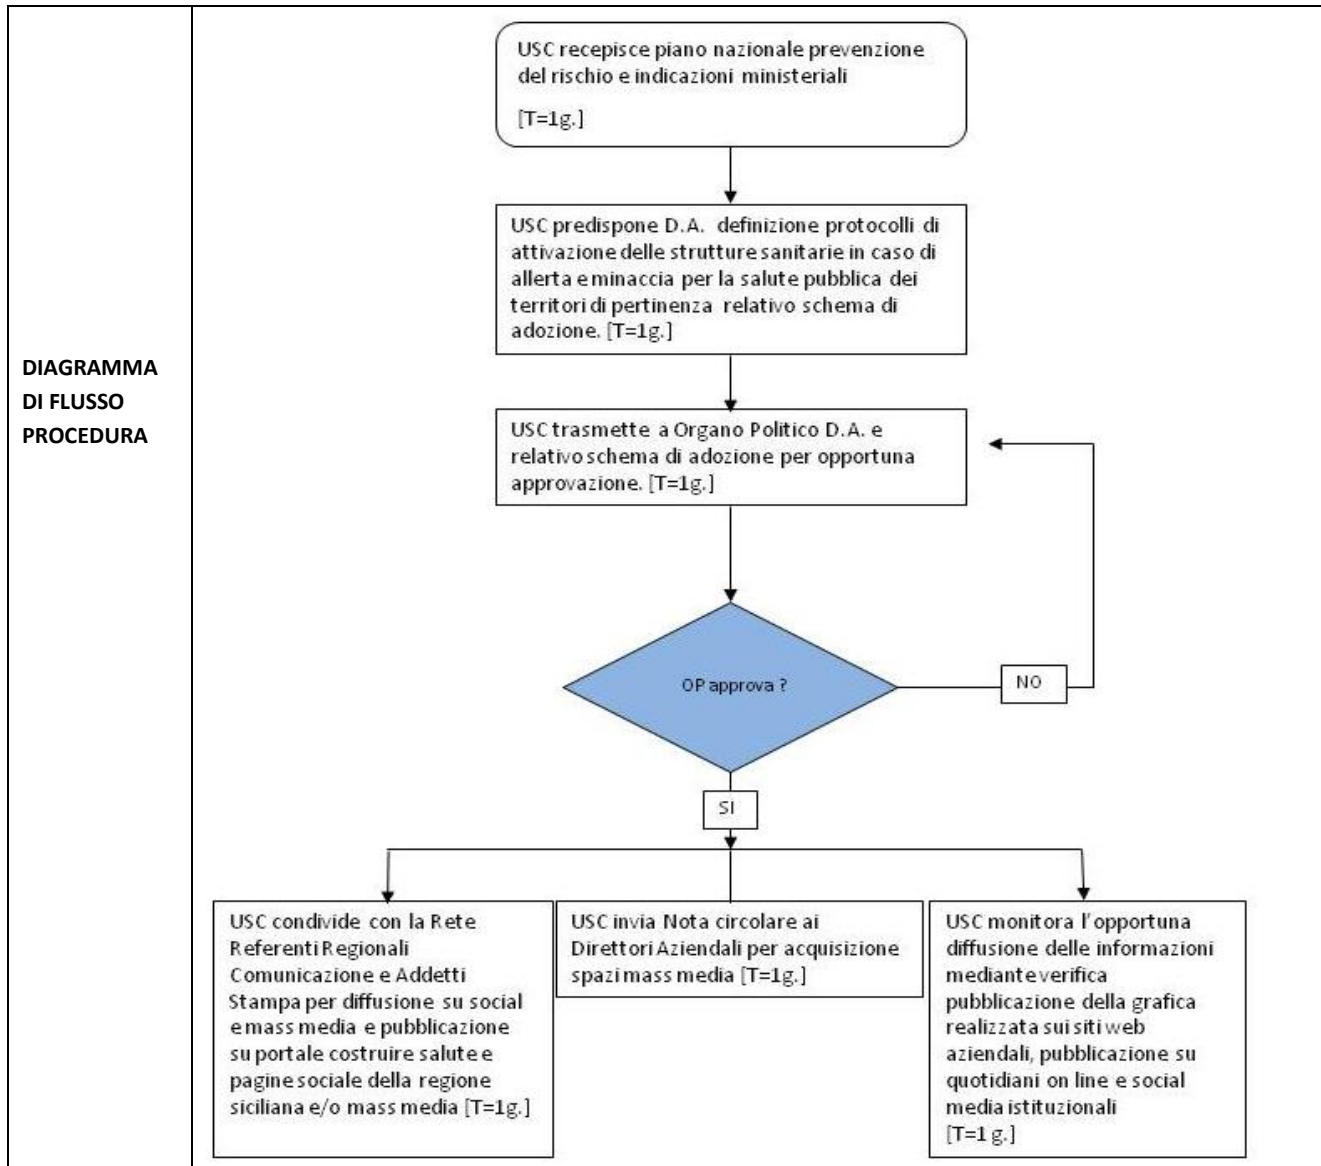 DIAGRAMMA
DI FLUSSO
PROCEDURA
USC recepisce piano nazionale prevenzione
del rischio e indicazioni ministeriali
[T=1g.]
USC predispone D.A. definizione protocolli di
attivazione delle strutture sanitarie in caso di
allerta e minaccia per la salute pubblica dei
territori di pertinenza relativo schema di
adozione. [T=1g.]
USC trasmette a Organo Politico D.A. e
relativo schema di adozione per opportuna
approvazione. [T=1g.]
OP approva ?
NO
SI
USC condivide con la Rete
Referenti Regionali
Comunicazione e Addetti
Stampa per diffusione su social
e mass media e pubblicazione
su portale costruire salute e
pagine sociale della regione
siciliana e/o mass media [T=1g.]
USC invia Nota circolare ai
Direttori Aziendali per acquisizione
spazi mass media [T=1g.]
USC monitora l'opportuna
diffusione delle informazioni
mediante verifica
pubblicazione della grafica
realizzata sui siti web
aziendali, pubblicazione su
quotidiani on line e social
media istituzionali
[T=1 g.]